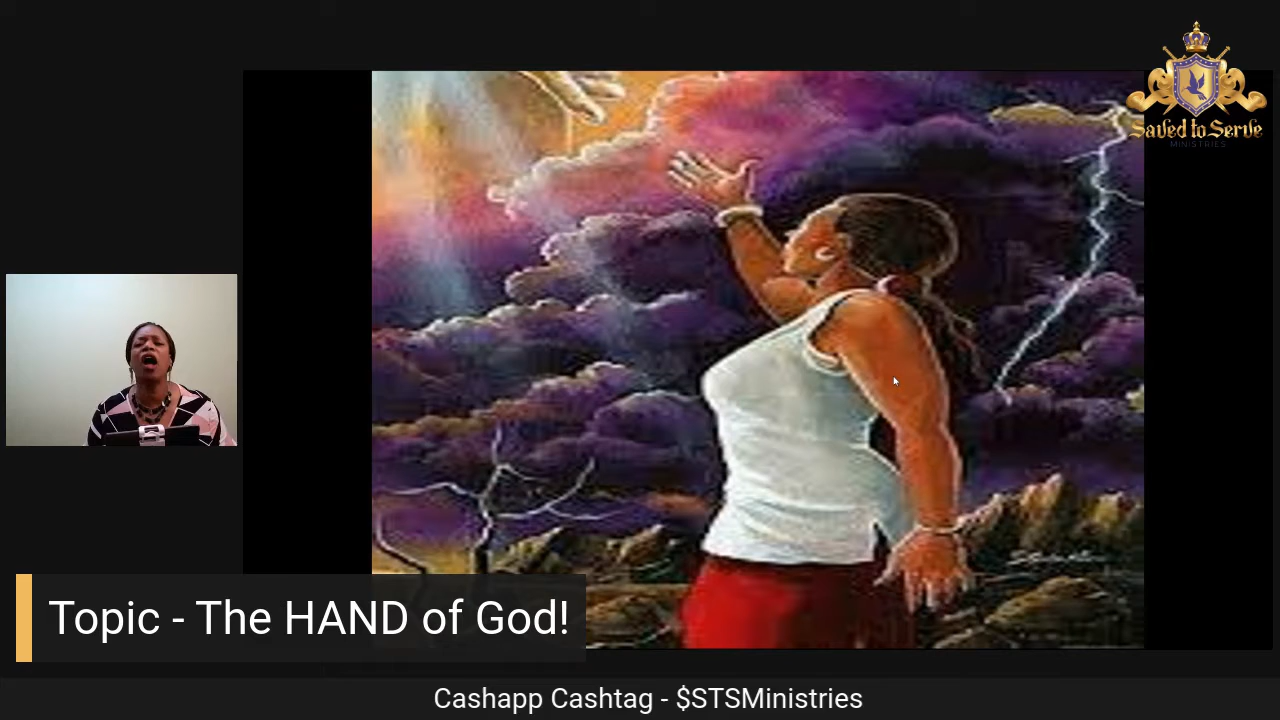 Saved to Serve
MINISTRIES
Topic - The HAND of God!
Cashapp Cashtag - $STSMinistries